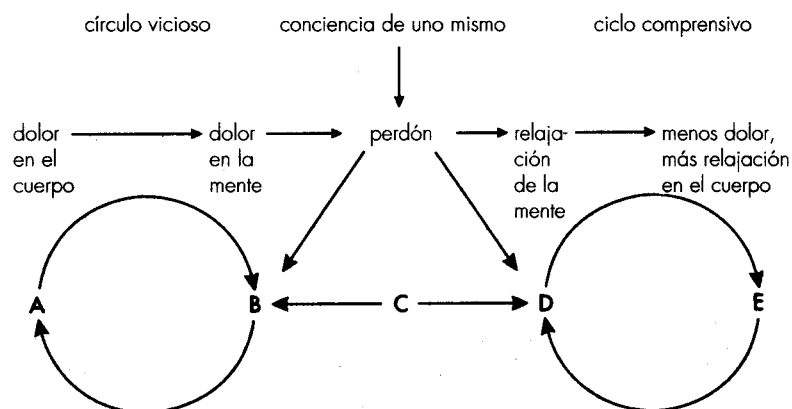 círculo vicioso
conciencia de uno mismo
ciclo comprensivo
dolor
en el
cuerpo
dolor
en la
mente
perdón
relaja-
ción
de la
mente
menos dolor,
más relajación
en el cuerpo
A B C D E